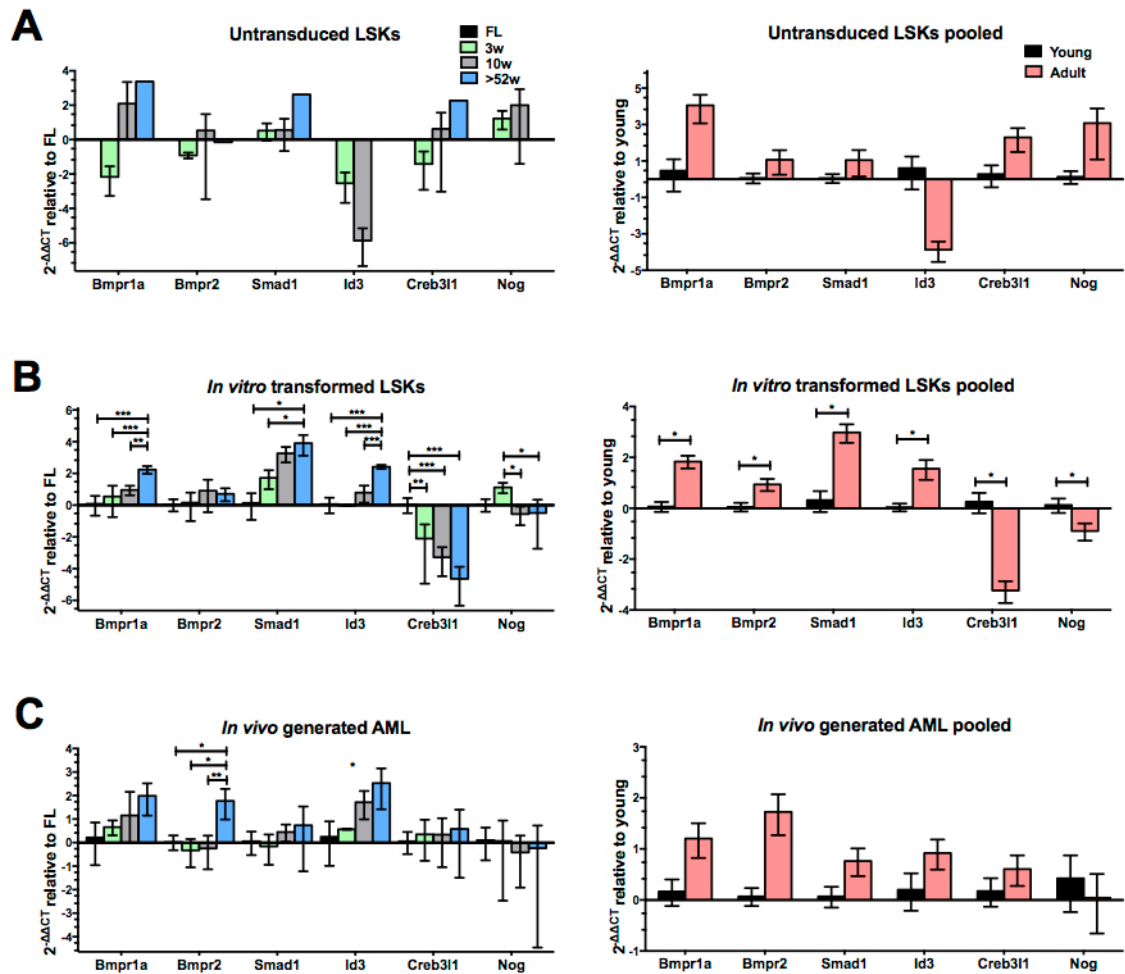 A
Untransduced LSKs
FL
3w
10w
>52w
4
2
0
-2
-4
-6
2-ΔΔCT relative to FL
Bmpr1a Bmpr2 Smad1 Id3 Creb3l1 Nog
Untransduced LSKs pooled
Young
Adult
5
3
1
-1
-3
-5
2-ΔΔCT relative to young
Bmpr1a Bmpr2 Smad1 Id3 Creb3l1 Nog
B
In vitro transformed LSKs
6
4
2
0
-2
-4
-6
2-ΔΔCT relative to FL
***
***
**
*
*
***
***
***
***
***
**
*
*
Bmpr1a Bmpr2 Smad1 Id3 Creb3l1 Nog
In vitro transformed LSKs pooled
4
2
0
-2
-4
2-ΔΔCT relative to young
* * * * * *
Bmpr1a Bmpr2 Smad1 Id3 Creb3l1 Nog
C
In vivo generated AML
4
3
2
1
0
-1
-2
-3
-4
2-ΔΔCT relative to FL
*
*
**
*
Bmpr1a Bmpr2 Smad1 Id3 Creb3l1 Nog
In vivo generated AML pooled
3
2
1
0
-1
2-ΔΔCT relative to young
Bmpr1a Bmpr2 Smad1 Id3 Creb3l1 Nog